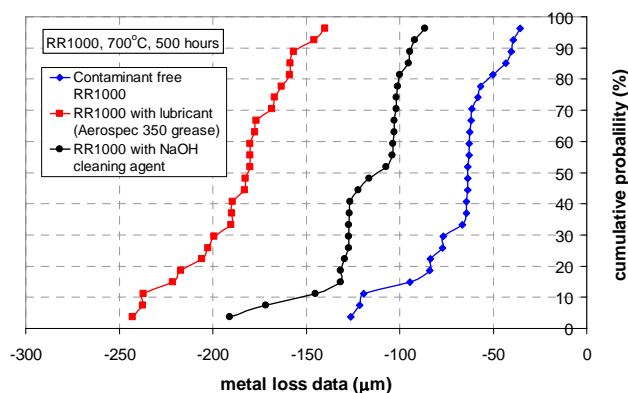 RR1000, 700°C, 500 hours
Contaminant free
RR1000
RR1000 with lubricant
(Aerospec 350 grease)
RR1000 with NaOH
cleaning agent
100
90
80
70
60
50
40
30
20
10
0
cumulative probalility (%)
-300 -250 -200 -150 -100 -50 0
metal loss data (μm)